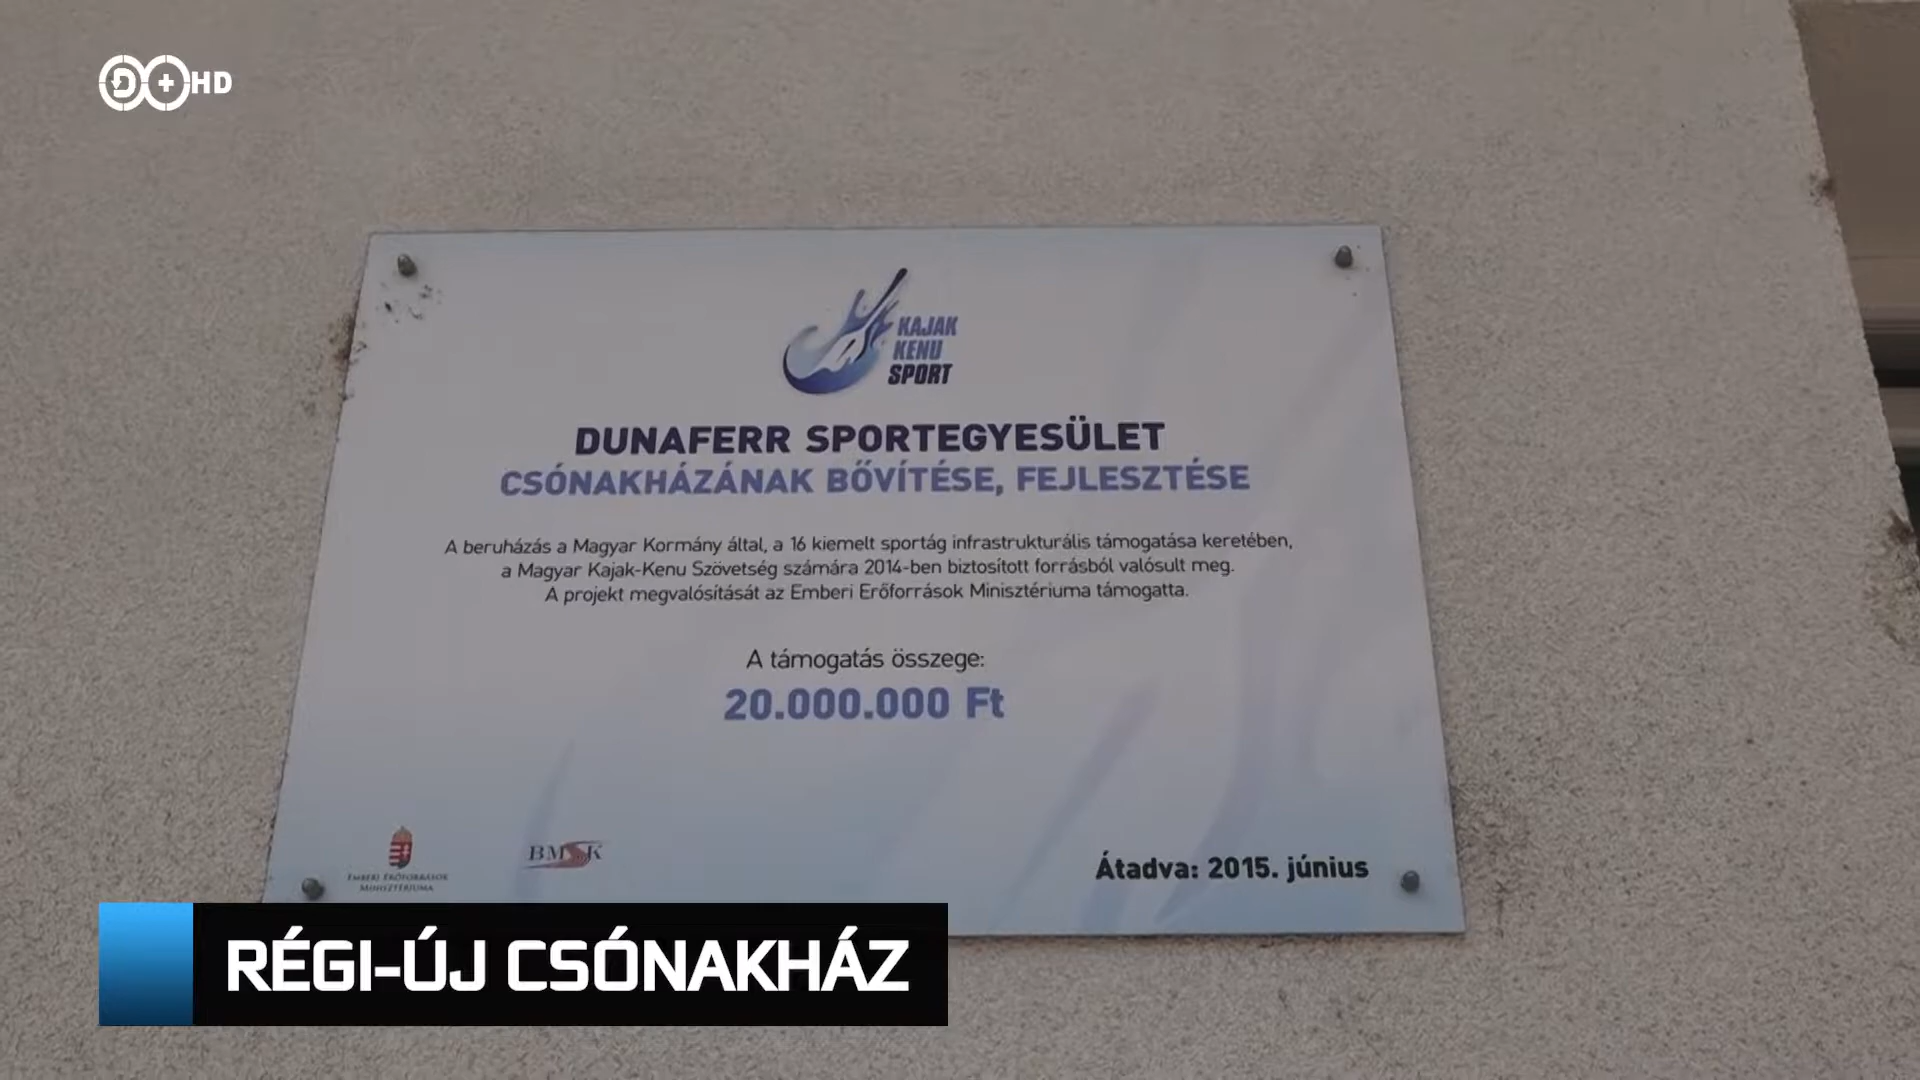 D+HD
KAJAK
KENU
SPORT
DUNAFERR SPORTEGYESÜLET
CSÓNAKHÁZÁNAK BŐVÍTÉSE, FEJLESZTÉSE
A beruházás a Magyar Kormány által, a 16 kiemelt sportág infrastrukturális támogatása keretében,
a Magyar Kajak-Kenu Szövetség számára 2014-ben biztosított forrásból valósult meg.
A projekt megvalósítását az Emberi Erőforrások Minisztériuma támogatta.
A támogatás összege:
20.000.000 Ft
EMBERI ERŐFORRÁSOK
MINISZTÉRIUMA
BMSK
Átadva: 2015. június
RÉGI-ÚJ CSÓNAKHÁZ